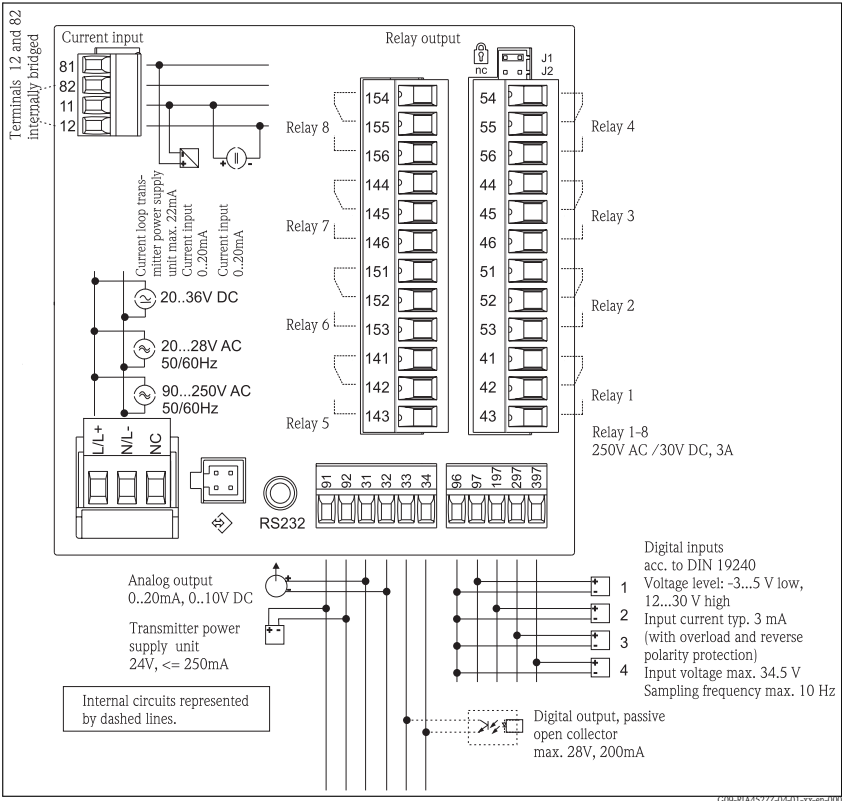 Terminals 12 and 82
internally bridged
Current input
81
82
11
12
Current loop trans-
mitter power supply
unit max. 22mA
Current input
0..20mA
Current input
0..20mA
Relay output
nc
J1
J2
154
155
156
144
145
146
151
152
153
141
142
143
Relay 8
Relay 7
Relay 6
Relay 5
54
55
56
44
45
46
51
52
53
41
42
43
Relay 4
Relay 3
Relay 2
Relay 1
Relay 1-8
250V AC /30V DC, 3A
20..36V DC
20...28V AC
50/60Hz
90...250V AC
50/60Hz
L/L+
N/L-
NC
RS232
91
92
31
32
33
34
96
97
197
297
397
Analog output
0..20mA, 0..10V DC
+
-
Transmitter power
supply unit
24V, <= 250mA
+ -
Internal circuits represented
by dashed lines.
1
2
3
4
Digital inputs
acc. to DIN 19240
Voltage level: -3...5 V low,
12...30 V high
Input current typ. 3 mA
(with overload and reverse
polarity protection)
Input voltage max. 34.5 V
Sampling frequency max. 10 Hz
Digital output, passive
open collector
max. 28V, 200mA